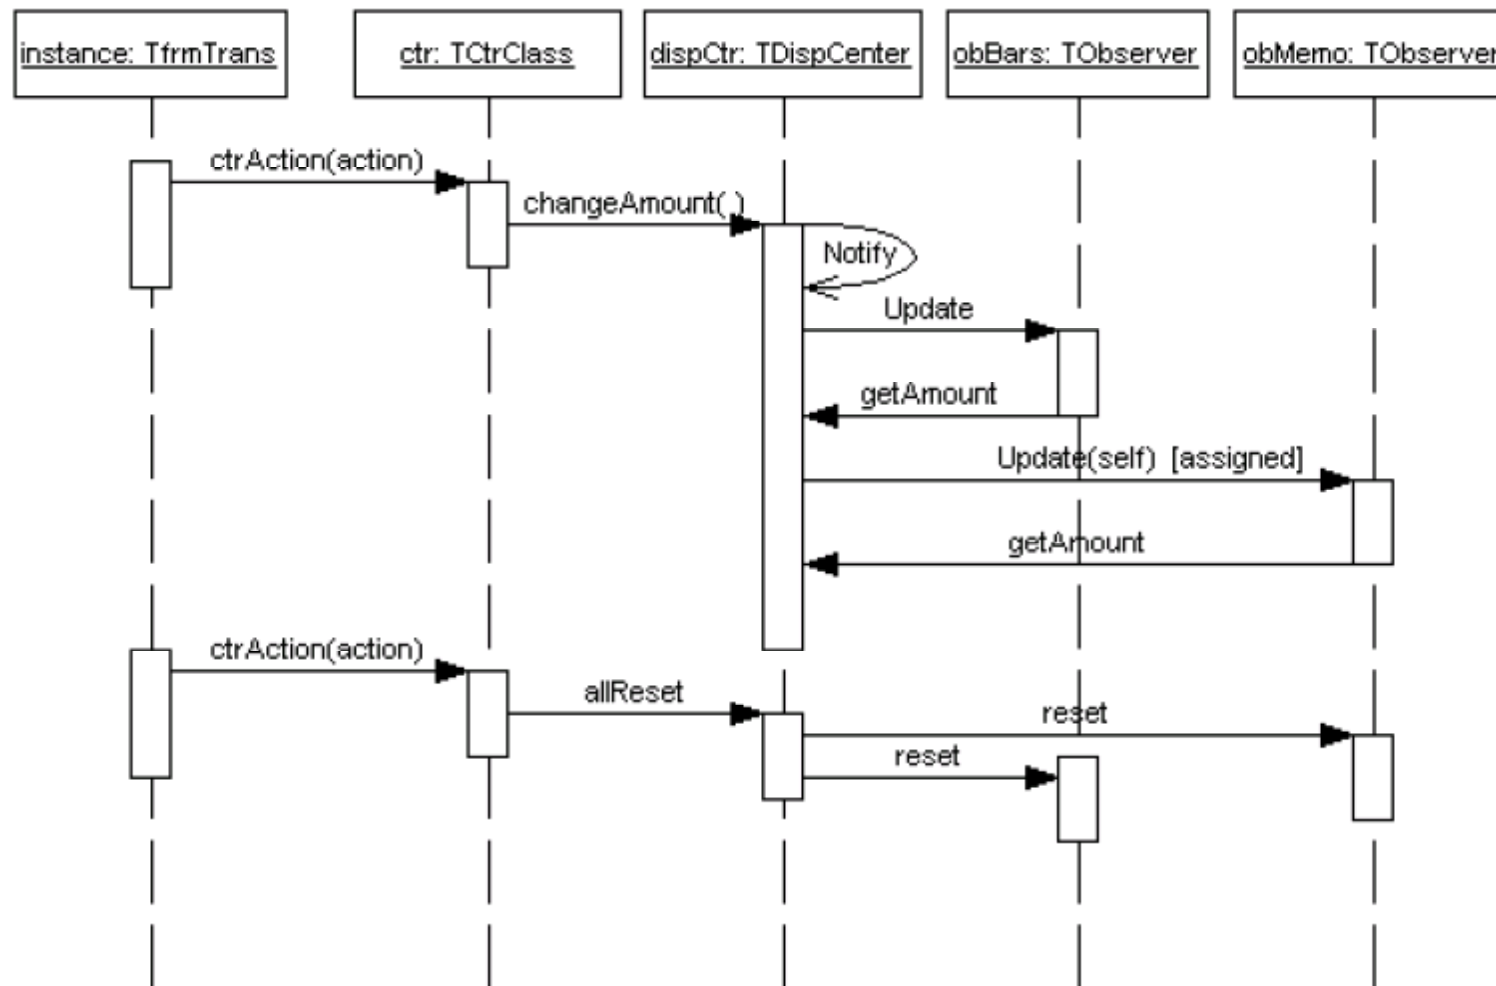 instance: TfrmTrans
ctr: TCtrClass
dispCtr: TDispCenter
obBars: TObserver
obMemo: TObserver
ctrAction(action)
changeAmount( )
Notify
Update
getAmount
Update(self) [assigned]
getAmount
ctrAction(action)
allReset
reset
reset